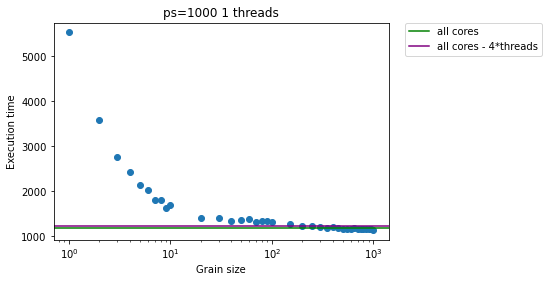 ps=1000 1 threads
all cores
all cores - 4*threads
Execution time
5000
4000
3000
2000
1000
10⁰ 10¹ 10² 10³
Grain size